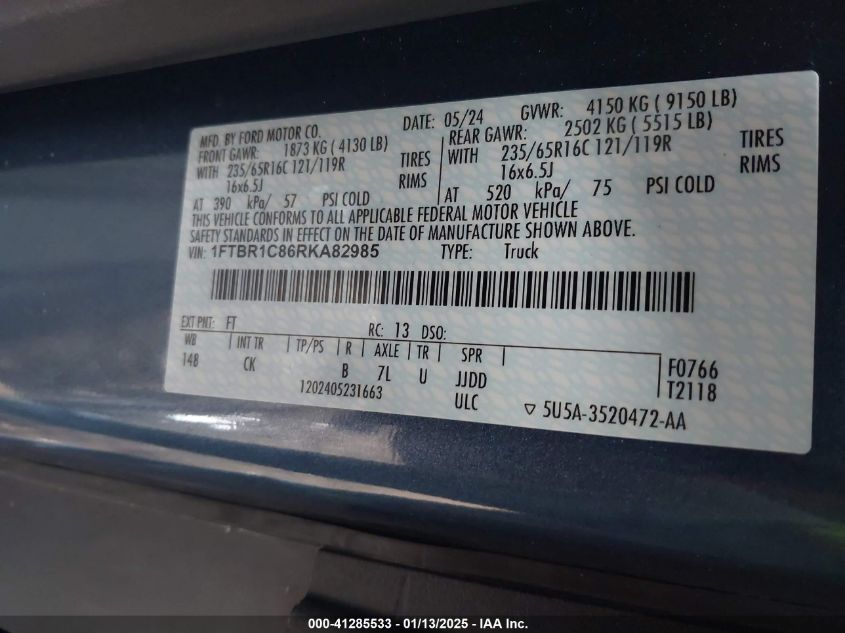 MFD. BY FORD MOTOR CO. DATE: 05/24 GVWR: 4150 KG ( 9150 LB)
FRONT GAWR: 1873 KG ( 4130 LB) REAR GAWR: 2502 KG ( 5515 LB)
WITH 235/65R16C 121/119R TIRES WITH 235/65R16C 121/119R TIRES
16x6.5J RIMS 16x6.5J RIMS
AT 390 kPa/ 57 PSI COLD AT 520 kPa/ 75 PSI COLD
THIS VEHICLE CONFORMS TO ALL APPLICABLE FEDERAL MOTOR VEHICLE
SAFETY STANDARDS IN EFFECT ON THE DATE OF MANUFACTURE SHOWN ABOVE.
VIN: 1FTBR1C86RKA82985 TYPE: Truck
EXT PNT: FT RC: 13 DSO:
WB INT TR TP/PS R AXLE TR SPR F0766
148 CK B 7L U JJDD T2118
1202405231663 ULC ▽ 5U5A-3520472-AA
000-41285533 - 01/13/2025 - IAA Inc.